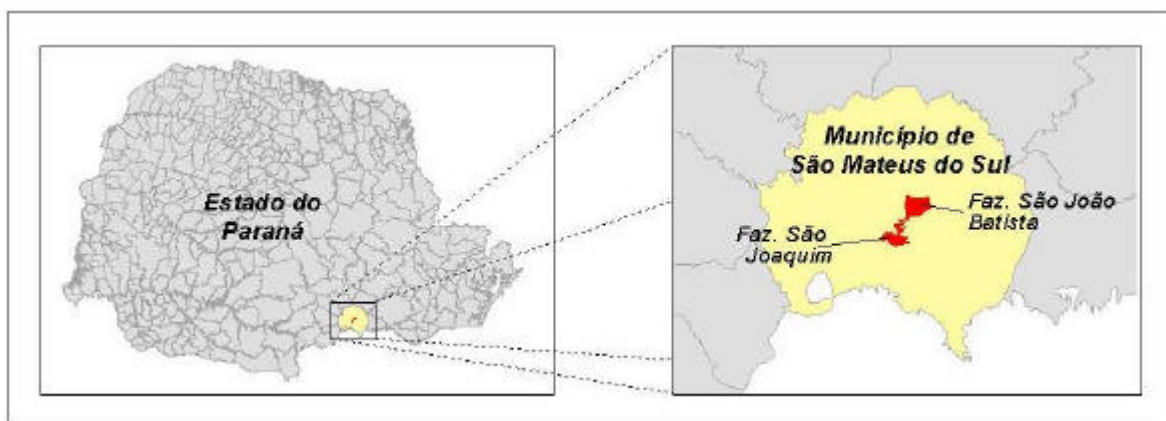 Estado do
Paraná
Município de
São Mateus do Sul
Faz. São João
Batista
Faz. São
Joaquim